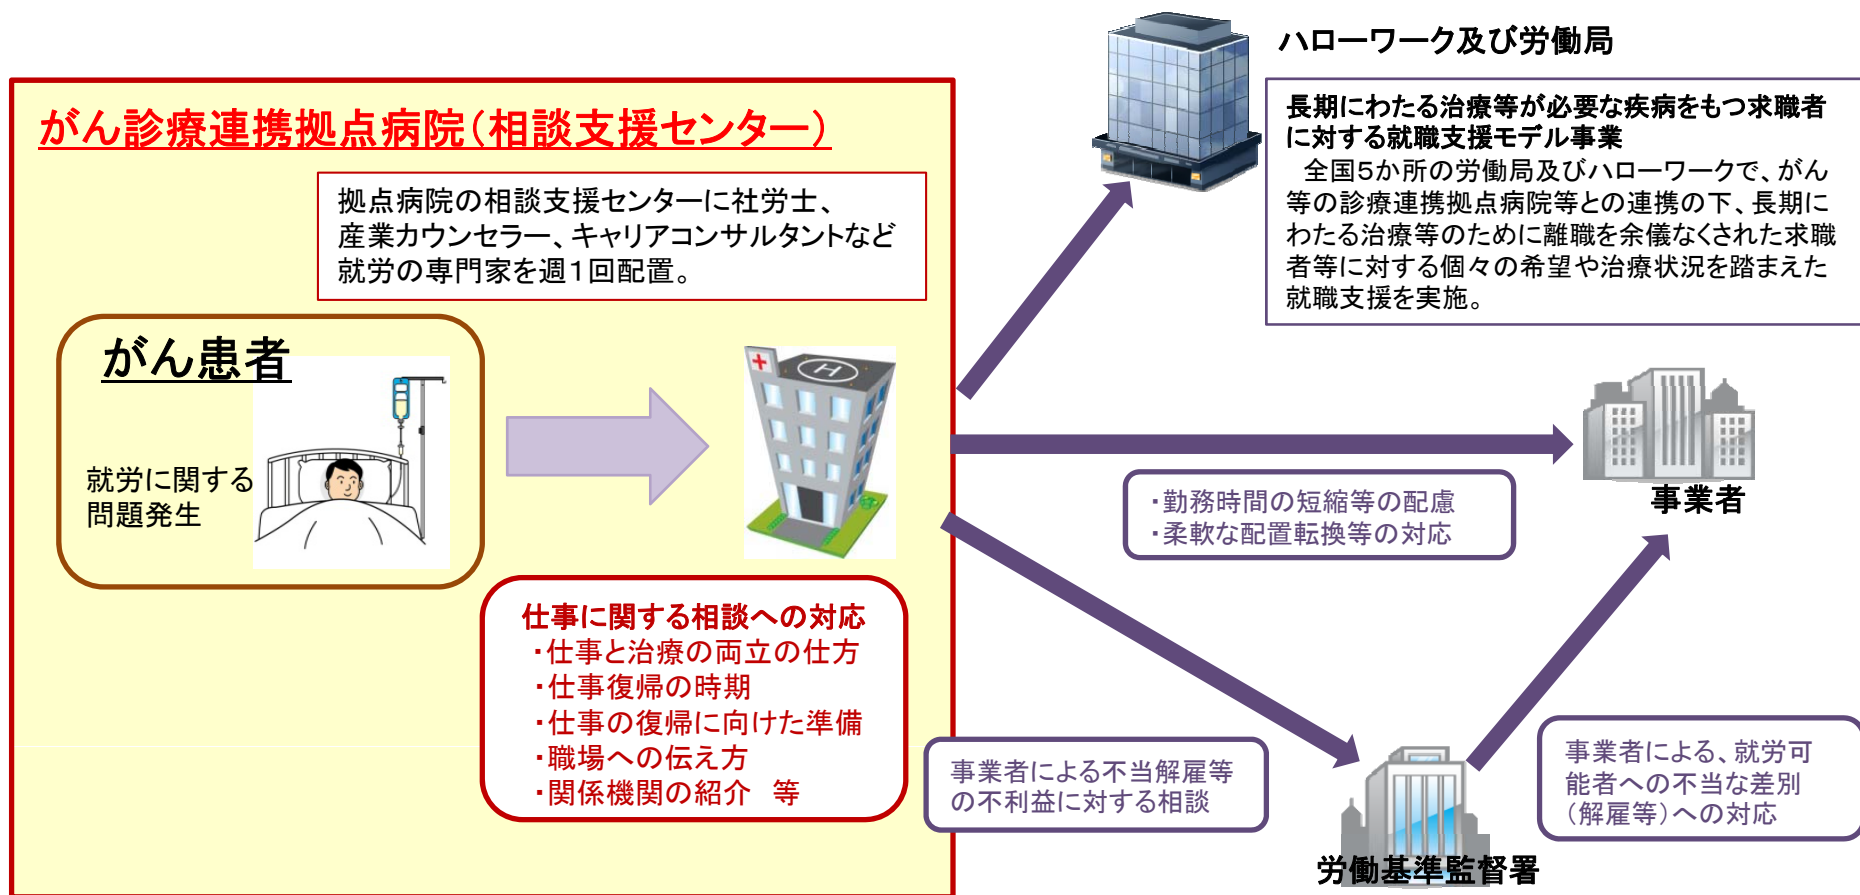 がん診療連携拠点病院（相談支援センター）
拠点病院の相談支援センターに社労士、
産業カウンセラー、キャリアコンサルタントなど
就労の専門家を週１回配置。
がん患者
就労に関する
問題発生
H
仕事に関する相談への対応
・仕事と治療の両立の仕方
・仕事復帰の時期
・仕事の復帰に向けた準備
・職場への伝え方
・関係機関の紹介　等
ハローワーク及び労働局
長期にわたる治療等が必要な疾病をもつ求職者
に対する就職支援モデル事業
　全国５か所の労働局及びハローワークで、がん
等の診療連携拠点病院等との連携の下、長期に
わたる治療等のために離職を余儀なくされた求職
者等に対する個々の希望や治療状況を踏まえた
就職支援を実施。
事業者
・勤務時間の短縮等の配慮
・柔軟な配置転換等の対応
事業者による不当解雇等
の不利益に対する相談
労働基準監督署
事業者による、就労可
能者への不当な差別
（解雇等）への対応